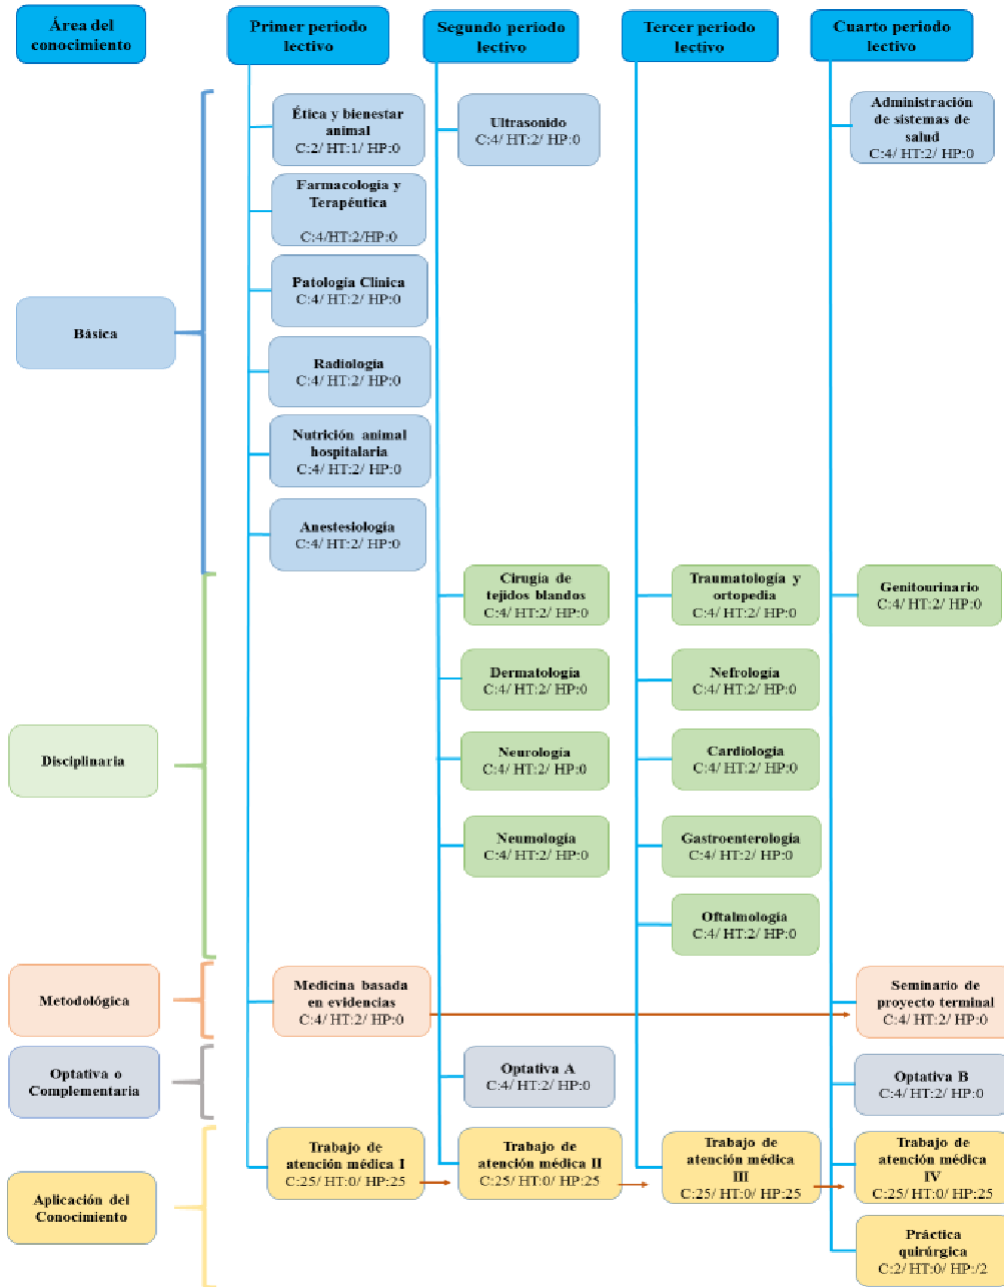 Área del
conocimiento
Primer periodo
lectivo
Segundo periodo
lectivo
Tercer periodo
lectivo
Cuarto periodo
lectivo
Básica
Ética y bienestar
animal
C:2/ HT:1/ HP:0
Ultrasonido
C:4/ HT:2/ HP:0
Administración
de sistemas de
salud
C:4/ HT:2/ HP:0
Farmacología y
Terapéutica
C:4/HT:2/HP:0
Patología Clínica
C:4/ HT:2/ HP:0
Radiología
C:4/ HT:2/ HP:0
Nutrición animal
hospitalaria
C:4/ HT:2/ HP:0
Anestesiología
C:4/ HT:2/ HP:0
Disciplinaria
Cirugía de
tejidos blandos
C:4/ HT:2/ HP:0
Traumatología y
ortopedia
C:4/ HT:2/ HP:0
Genitourinario
C:4/ HT:2/ HP:0
Dermatología
C:4/ HT:2/ HP:0
Nefrología
C:4/ HT:2/ HP:0
Neurología
C:4/ HT:2/ HP:0
Cardiología
C:4/ HT:2/ HP:0
Neumología
C:4/ HT:2/ HP:0
Gastroenterología
C:4/ HT:2/ HP:0
Oftalmología
C:4/ HT:2/ HP:0
Metodológica
Medicina basada
en evidencias
C:4/ HT:2/ HP:0
Seminario de
proyecto terminal
C:4/ HT:2/ HP:0
Optativa o
Complementaria
Optativa A
C:4/ HT:2/ HP:0
Optativa B
C:4/ HT:2/ HP:0
Aplicación del
Conocimiento
Trabajo de
atención médica I
C:25/ HT:0/ HP:25
Trabajo de
atención médica II
C:25/ HT:0/ HP:25
Trabajo de
atención médica
III
C:25/ HT:0/ HP:25
Trabajo de
atención médica
IV
C:25/ HT:0/ HP:25
Práctica
quirúrgica
C:2/ HT:0/ HP:/2